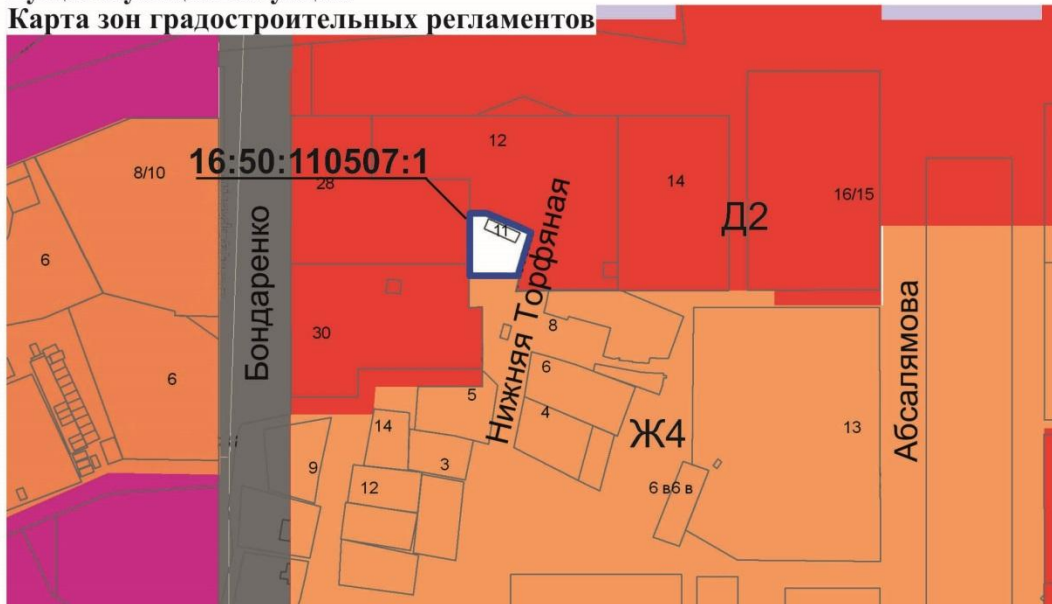 Карта зон градостроительных регламентов
12
8/10
16:50:110507:1
28
14
16/15
Д2
11
6
Бондаренко
Нижняя Торфяная
Абсалямова
30
8
6
6
5
4
14
Ж4
13
9
3
12
6 в6 в